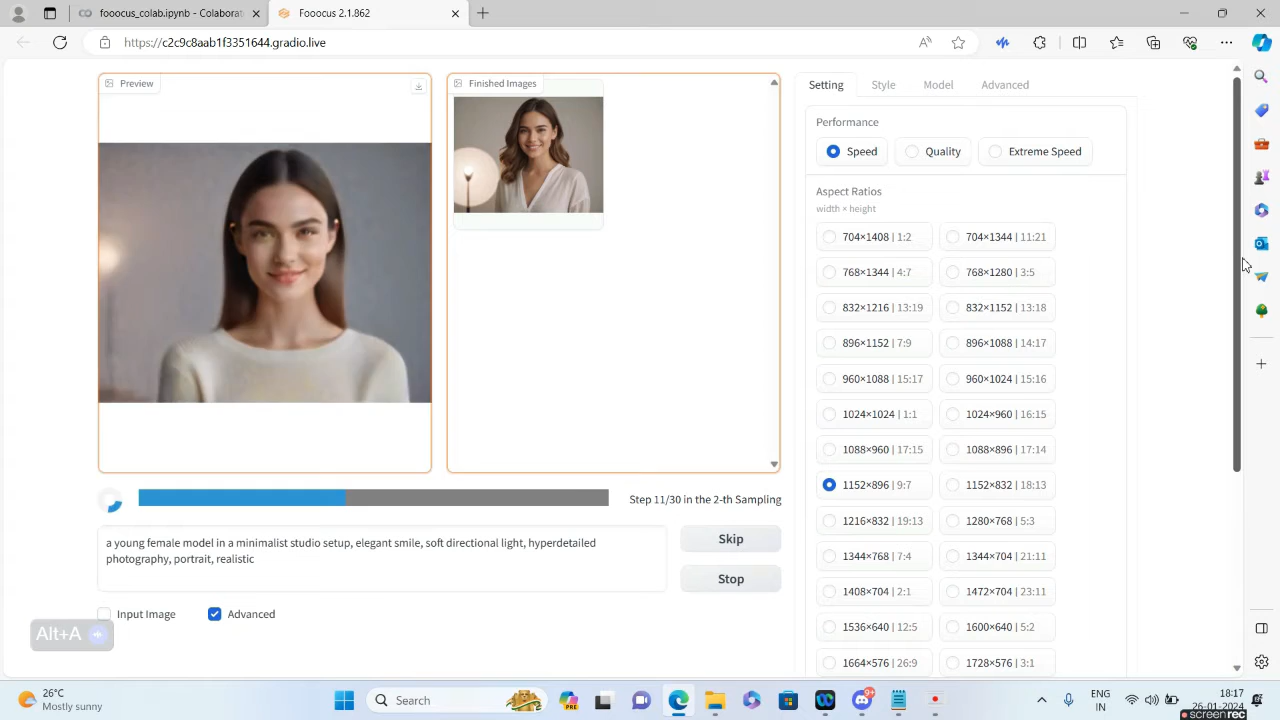 fooocus_colab.ipynb - Colaborat
Fooocus 2.1.862
https://c2c9c8aab1f3351644.gradio.live
Preview
Finished Images
Setting
Style
Model
Advanced
Performance
Speed
Quality
Extreme Speed
Aspect Ratios
width × height
704×1408 | 1:2
704×1344 | 11:21
768×1344 | 4:7
768×1280 | 3:5
832×1216 | 13:19
832×1152 | 13:18
896×1152 | 7:9
896×1088 | 14:17
960×1088 | 15:17
960×1024 | 15:16
1024×1024 | 1:1
1024×960 | 16:15
1088×960 | 17:15
1088×896 | 17:14
1152×896 | 9:7
1152×832 | 18:13
1216×832 | 19:13
1280×768 | 5:3
1344×768 | 7:4
1344×704 | 21:11
1408×704 | 2:1
1472×704 | 23:11
1536×640 | 12:5
1600×640 | 5:2
1664×576 | 26:9
1728×576 | 3:1
Step 11/30 in the 2-th Sampling
a young female model in a minimalist studio setup, elegant smile, soft directional light, hyperdetailed
photography, portrait, realistic
Skip
Stop
Input Image
Advanced
Alt+A
26°C
Mostly sunny
Search
PRE
9+
ENG
IN
18:17
26-01-2024
screenrec